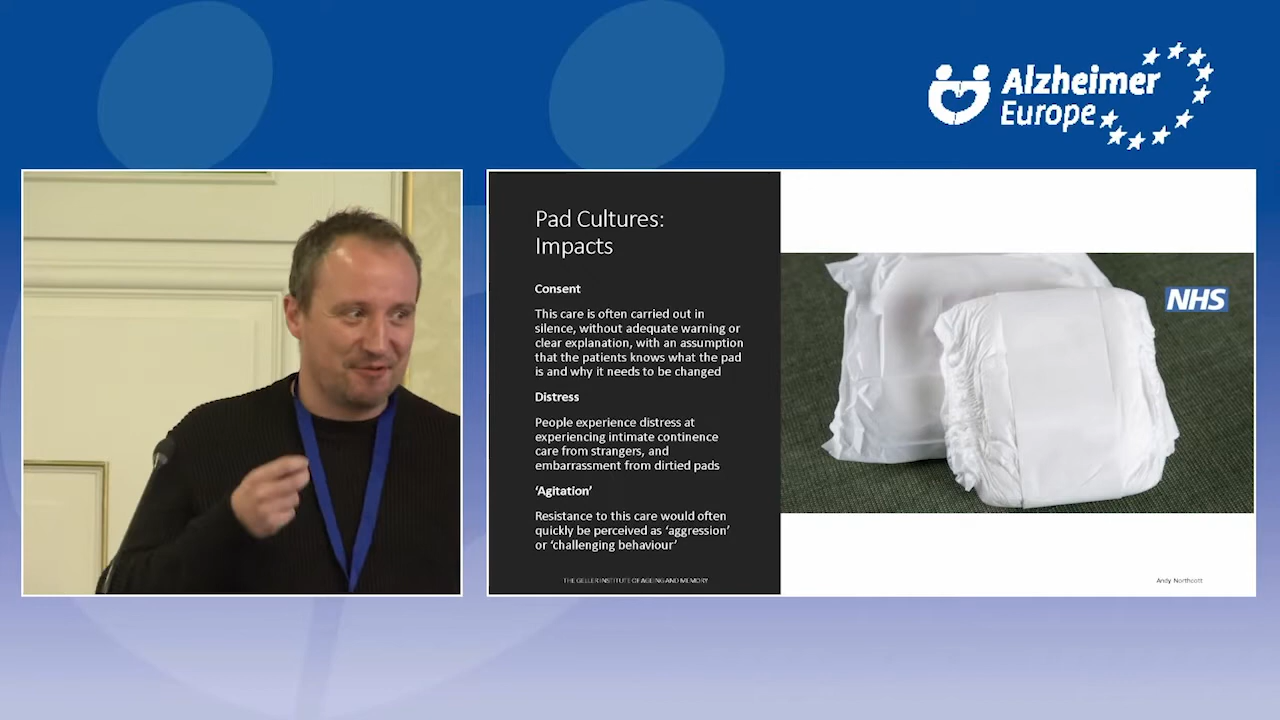 Alzheimer
Europe
Pad Cultures:
Impacts
Consent
This care is often carried out in
silence, without adequate warning or
clear explanation, with an assumption
that the patients knows what the pad
is and why it needs to be changed
Distress
People experience distress at
experiencing intimate continence
care from strangers, and
embarrassment from dirtied pads
‘Agitation’
Resistance to this care would often
quickly be perceived as ‘aggression’
or ‘challenging behaviour’
THE GELLER INSTITUTE OF AGEING AND MEMORY
NHS
Andy Northcott